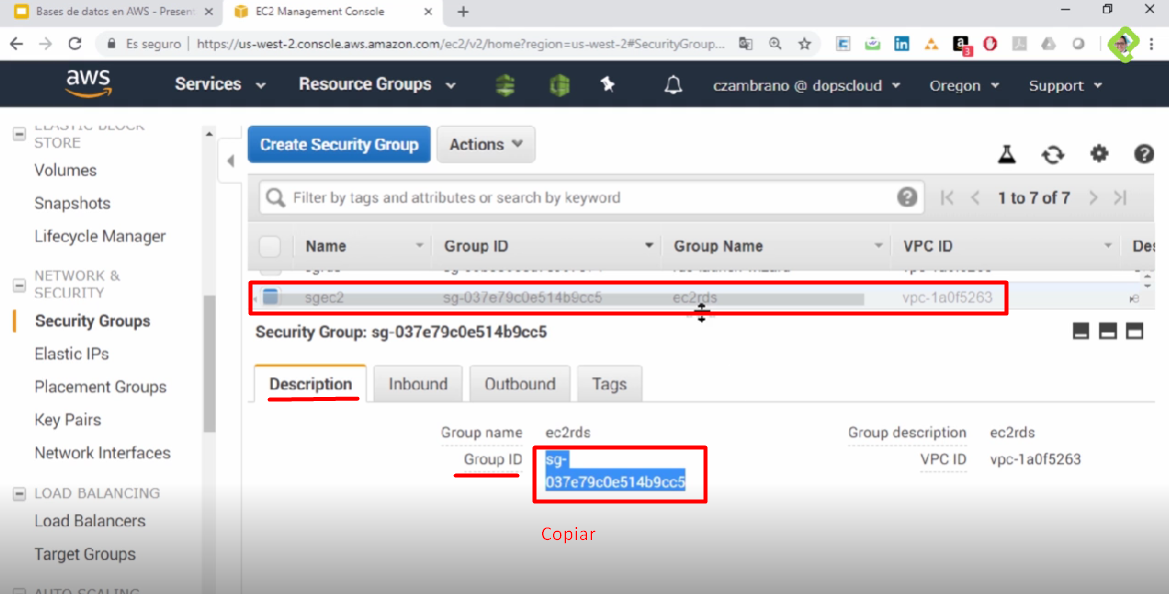 Bases de datos en AWS - Present
EC2 Management Console
Es seguro
https://us-west-2.console.aws.amazon.com/ec2/v2/home?region=us-west-2#SecurityGroup...
aws
Services
Resource Groups
czambrano @ dopscloud
Oregon
Support
ELASTIC BLOCK
STORE
Volumes
Snapshots
Lifecycle Manager
NETWORK &
SECURITY
Security Groups
Elastic IPs
Placement Groups
Key Pairs
Network Interfaces
LOAD BALANCING
Load Balancers
Target Groups
AUTO SCALING
Create Security Group
Actions
Filter by tags and attributes or search by keyword
1 to 7 of 7
Name
Group ID
Group Name
VPC ID
Des
sgec2
sg-037e79c0e514b9cc5
ec2rds
vpc-1a0f5263
Security Group: sg-037e79c0e514b9cc5
Description
Inbound
Outbound
Tags
Group name
ec2rds
Group description
ec2rds
Group ID
sg-
037e79c0e514b9cc5
VPC ID
vpc-1a0f5263
Copiar